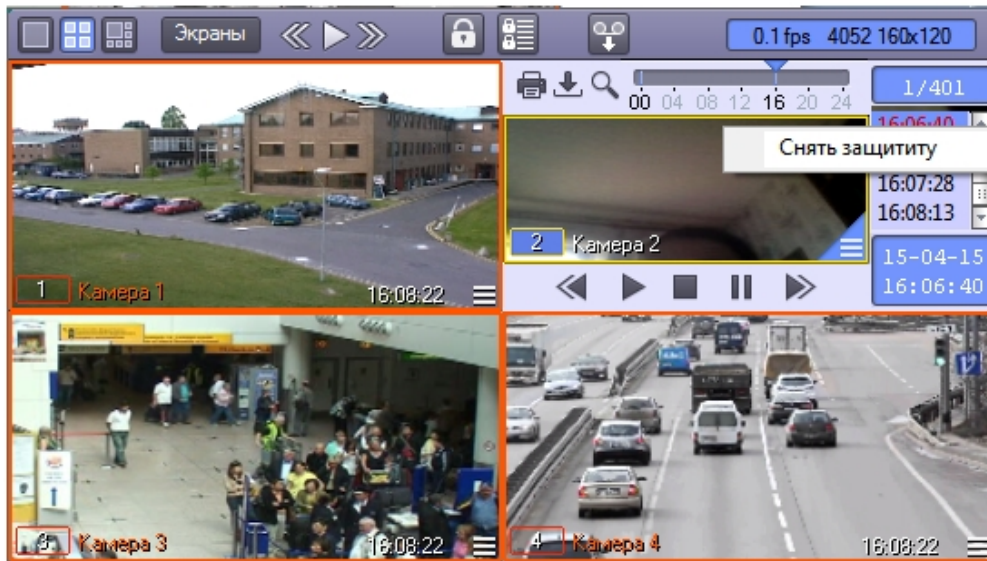 Экраны
0.1 fps 4052 160x120
00 04 08 12 16 20 24
1/401
16:06:40
Снять защититу
16:07:28
16:08:13
2 Камера 2
15-04-15
16:06:40
1 Камера 1 16:08:22
3 Камера 3 16:08:22
4 Камера 4 16:08:22